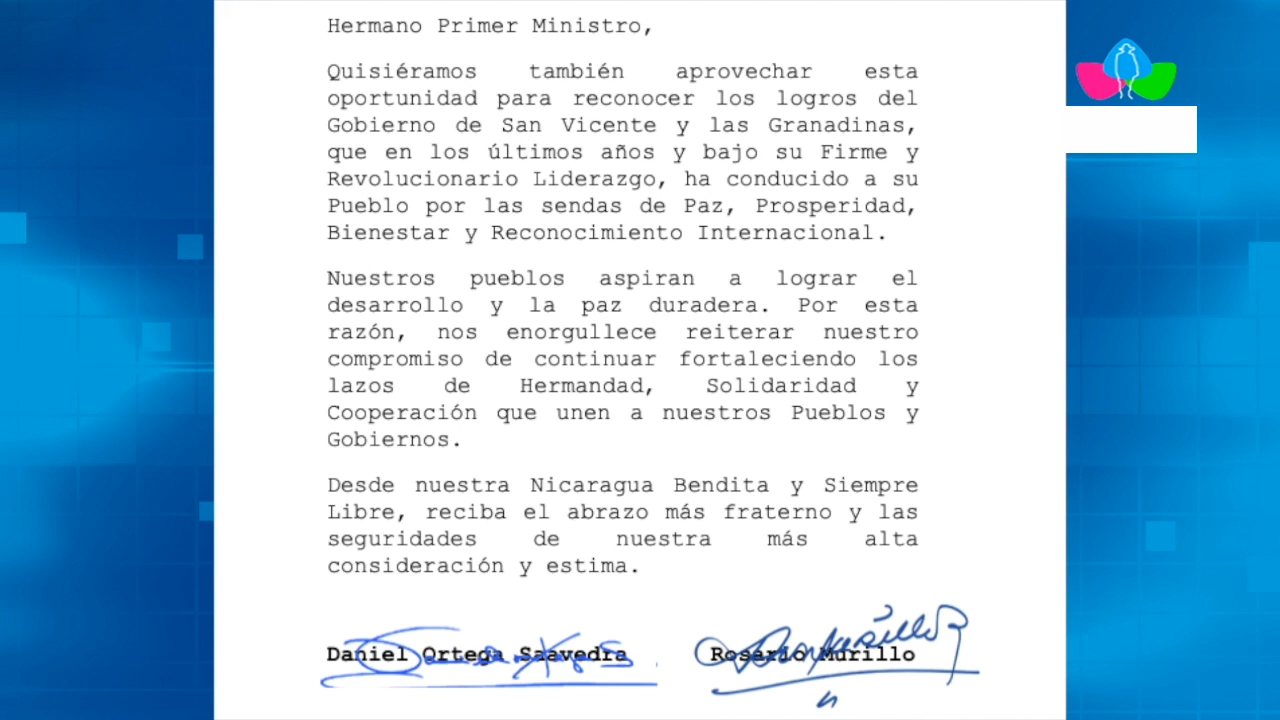 Hermano Primer Ministro,
Quisiéramos también aprovechar esta
oportunidad para reconocer los logros del
Gobierno de San Vicente y las Granadinas,
que en los últimos años y bajo su Firme y
Revolucionario Liderazgo, ha conducido a su
Pueblo por las sendas de Paz, Prosperidad,
Bienestar y Reconocimiento Internacional.
Nuestros pueblos aspiran a lograr el
desarrollo y la paz duradera. Por esta
razón, nos enorgullece reiterar nuestro
compromiso de continuar fortaleciendo los
lazos de Hermandad, Solidaridad y
Cooperación que unen a nuestros Pueblos y
Gobiernos.
Desde nuestra Nicaragua Bendita y Siempre
Libre, reciba el abrazo más fraterno y las
seguridades de nuestra más alta
consideración y estima.
Daniel Ortega Saavedra Rosario Murillo